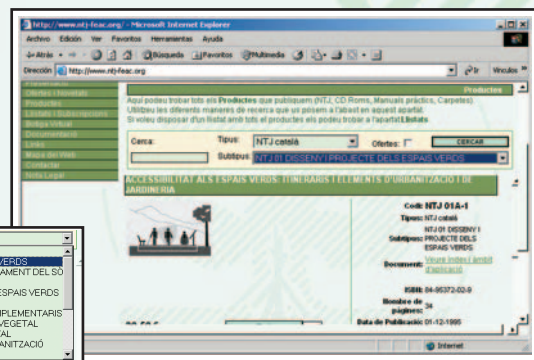 http://www.ntj-feac.org/ - Microsoft Internet Explorer
Archivo Edición Ver Favoritos Herramientas Ayuda
Atrás Búsqueda Favoritos Multimedia
Dirección http://www.ntj-feac.org Ir Vínculos
Ofertes i Novetats
Productes
Llistats i Subscripcions
Botiga Virtual
Documentació
Links
Mapa del Web
Contactar
Nota Legal
Productes
Aquí podeu trobar tots els Productes que publiquem (NTJ, CD Roms, Manuals pràctics, Carpetes).
Utilitzeu les diferents maneres de recerca que us posem a l'abast en aquest apartat.
Si voleu disposar d'un llistat amb tots el productes els podeu trobar a l'apartat Llistats.
Cerca: Tipus: NTJ català Ofertes: CERCAR
Subtipus: NTJ 01 DISSENY I PROJECTE DELS ESPAIS VERDS
ACCESSIBILITAT ALS ESPAIS VERDS: ITINERARIS I ELEMENTS D'URBANITZACIÓ I DE
JARDINERIA
Codi: NTJ 01A-1
Tipus: NTJ català
Subtipus: NTJ 01 DISSENY I
PROJECTE DELS
ESPAIS VERDS
Document: Veure índex i àmbit
d'aplicació
ISBN: 84-95372-02-9
Nombre de
pàgines: 34
Data de Publicació: 01-12-1995
Internet
VERDS
AMENT DEL SÒ
ESPAIS VERDS
MPLEMENTARIS
VEGETAL
TAL
ANITZACIÓ